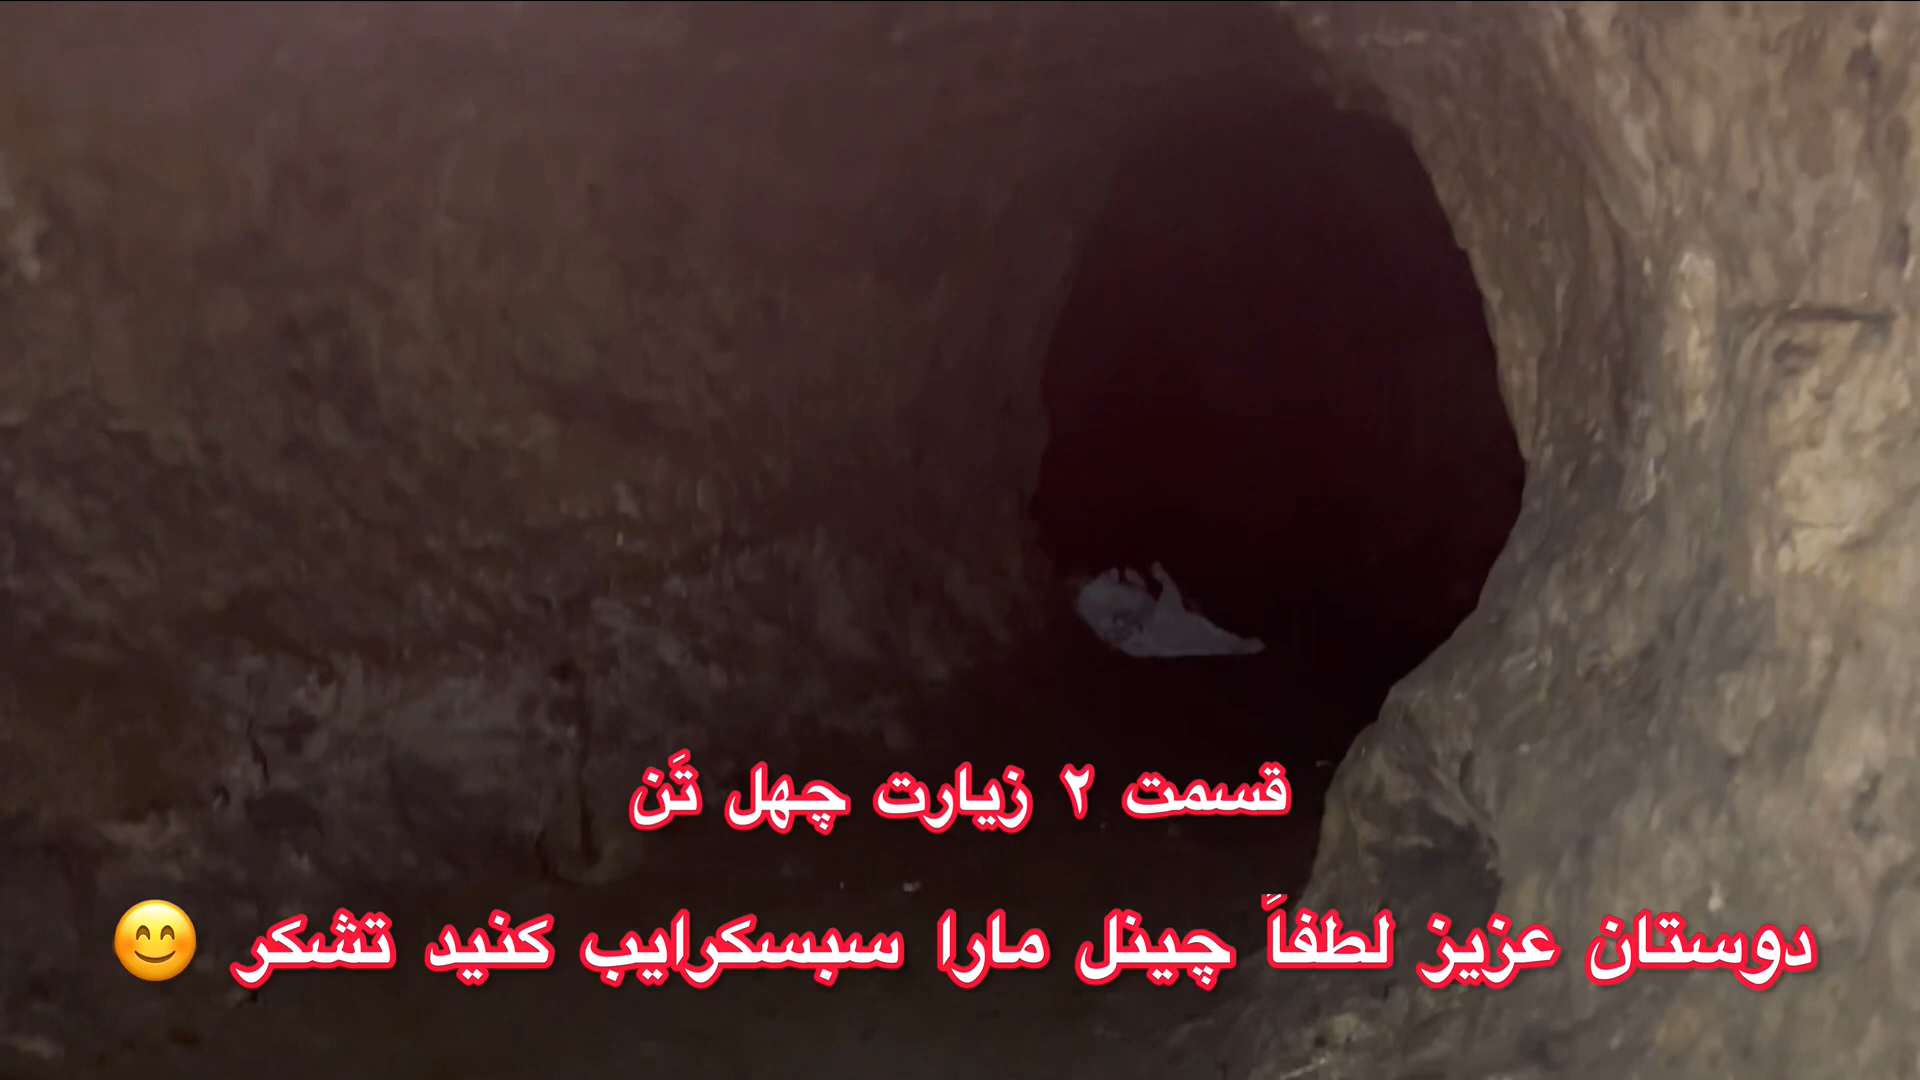 قسمت ۲ زیارت چهل تَن
دوستان عزیز لطفاً چینل مارا سبسکرایب کنید تشکر 😊